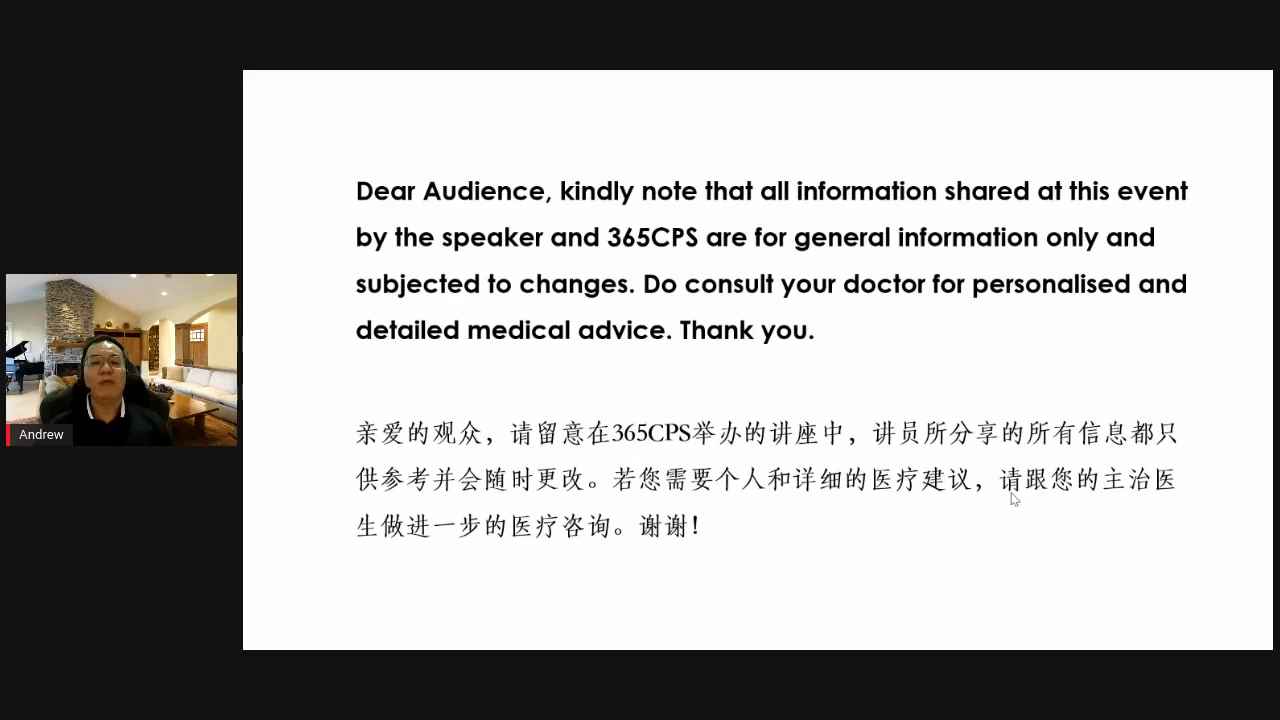 Dear Audience, kindly note that all information shared at this event
by the speaker and 365CPS are for general information only and
subjected to changes. Do consult your doctor for personalised and
detailed medical advice. Thank you.
亲爱的观众，请留意在365CPS举办的讲座中，讲员所分享的所有信息都只
供参考并会随时更改。若您需要个人和详细的医疗建议，请跟您的主治医
生做进一步的医疗咨询。谢谢！
Andrew